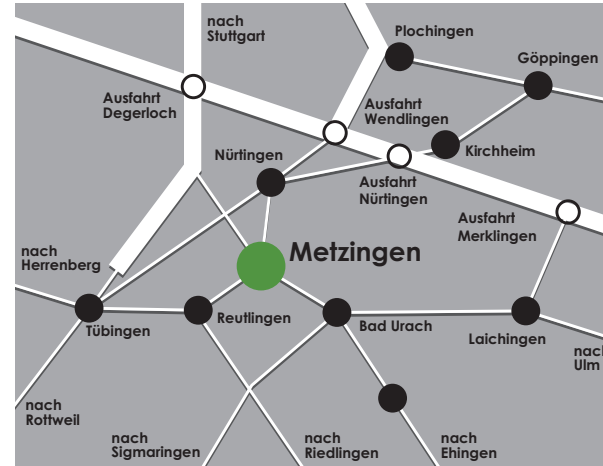 nach
Stuttgart
Plochingen
Göppingen
Ausfahrt
Degerloch
Ausfahrt
Wendlingen
Nürtingen
Kirchheim
Ausfahrt
Nürtingen
Ausfahrt
Merklingen
nach
Herrenberg
Metzingen
Tübingen
Reutlingen
Bad Urach
Laichingen
nach
Ulm
nach
Rottweil
nach
Sigmaringen
nach
Riedlingen
nach
Ehingen